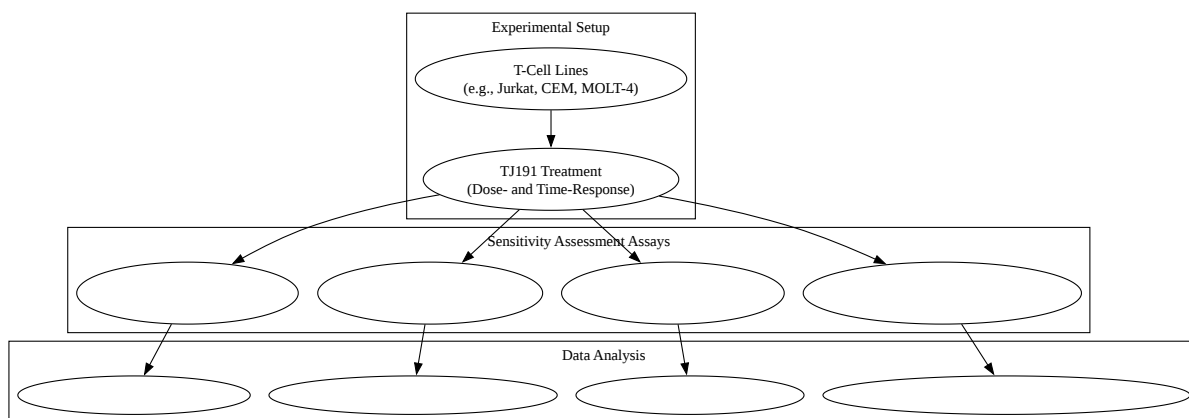 Experimental Setup
T-Cell Lines
(e.g., Jurkat, CEM, MOLT-4)
TJ191 Treatment
(Dose- and Time-Response)
Sensitivity Assessment Assays
Data Analysis